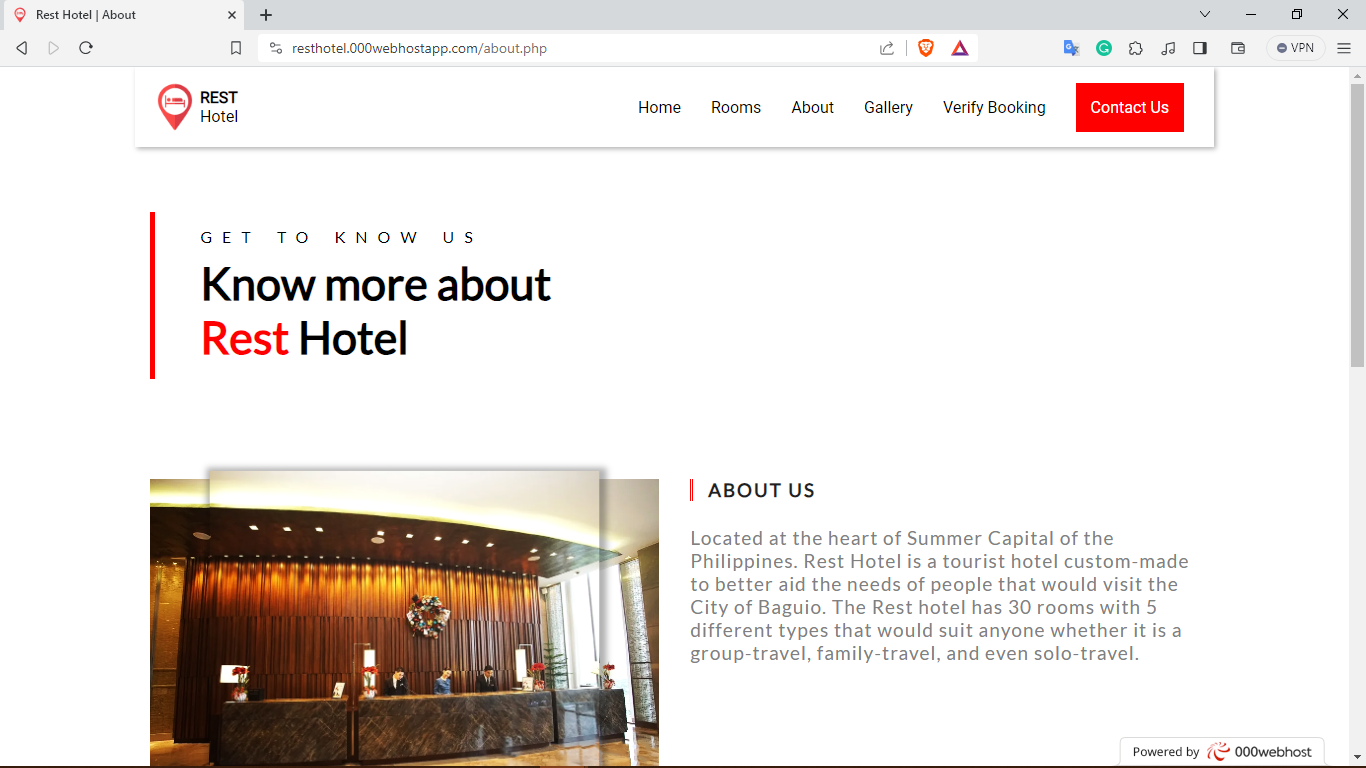 Rest Hotel | About
resthotel.000webhostapp.com/about.php
VPN
REST
Hotel
Home
Rooms
About
Gallery
Verify Booking
Contact Us
GET TO KNOW US
Know more about
Rest Hotel
ABOUT US
Located at the heart of Summer Capital of the
Philippines. Rest Hotel is a tourist hotel custom-made
to better aid the needs of people that would visit the
City of Baguio. The Rest hotel has 30 rooms with 5
different types that would suit anyone whether it is a
group-travel, family-travel, and even solo-travel.
Powered by 000webhost